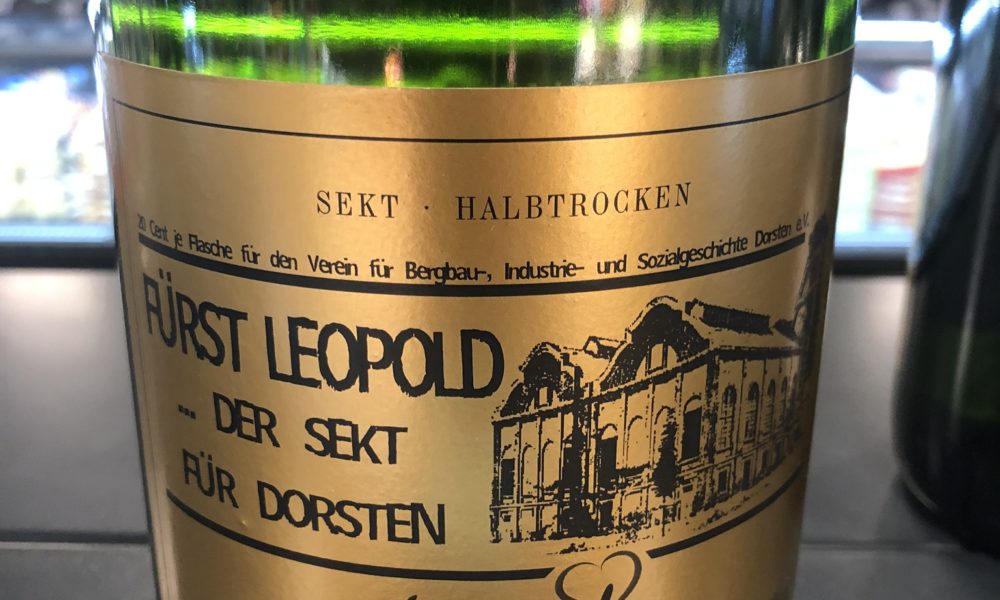 SEKT · HALBTROCKEN
20 Cent je Flasche für den Verein für Bergbau-, Industrie- und Sozialgeschichte Dorsten e.V.
FÜRST LEOPOLD
... DER SEKT
FÜR DORSTEN